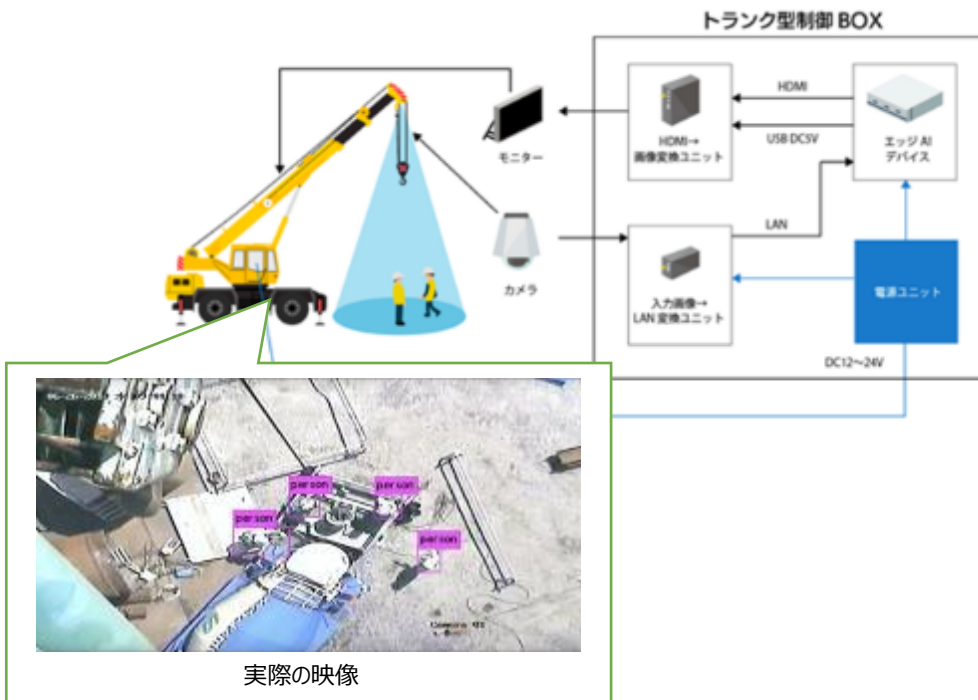 トランク型制御 BOX
HDMI
USB DC5V
HDMI→
画像変換ユニット
エッジ AI
デバイス
モニター
LAN
カメラ
入力画像→
LAN 変換ユニット
電源ユニット
DC12～24V
person
person
person
person
実際の映像